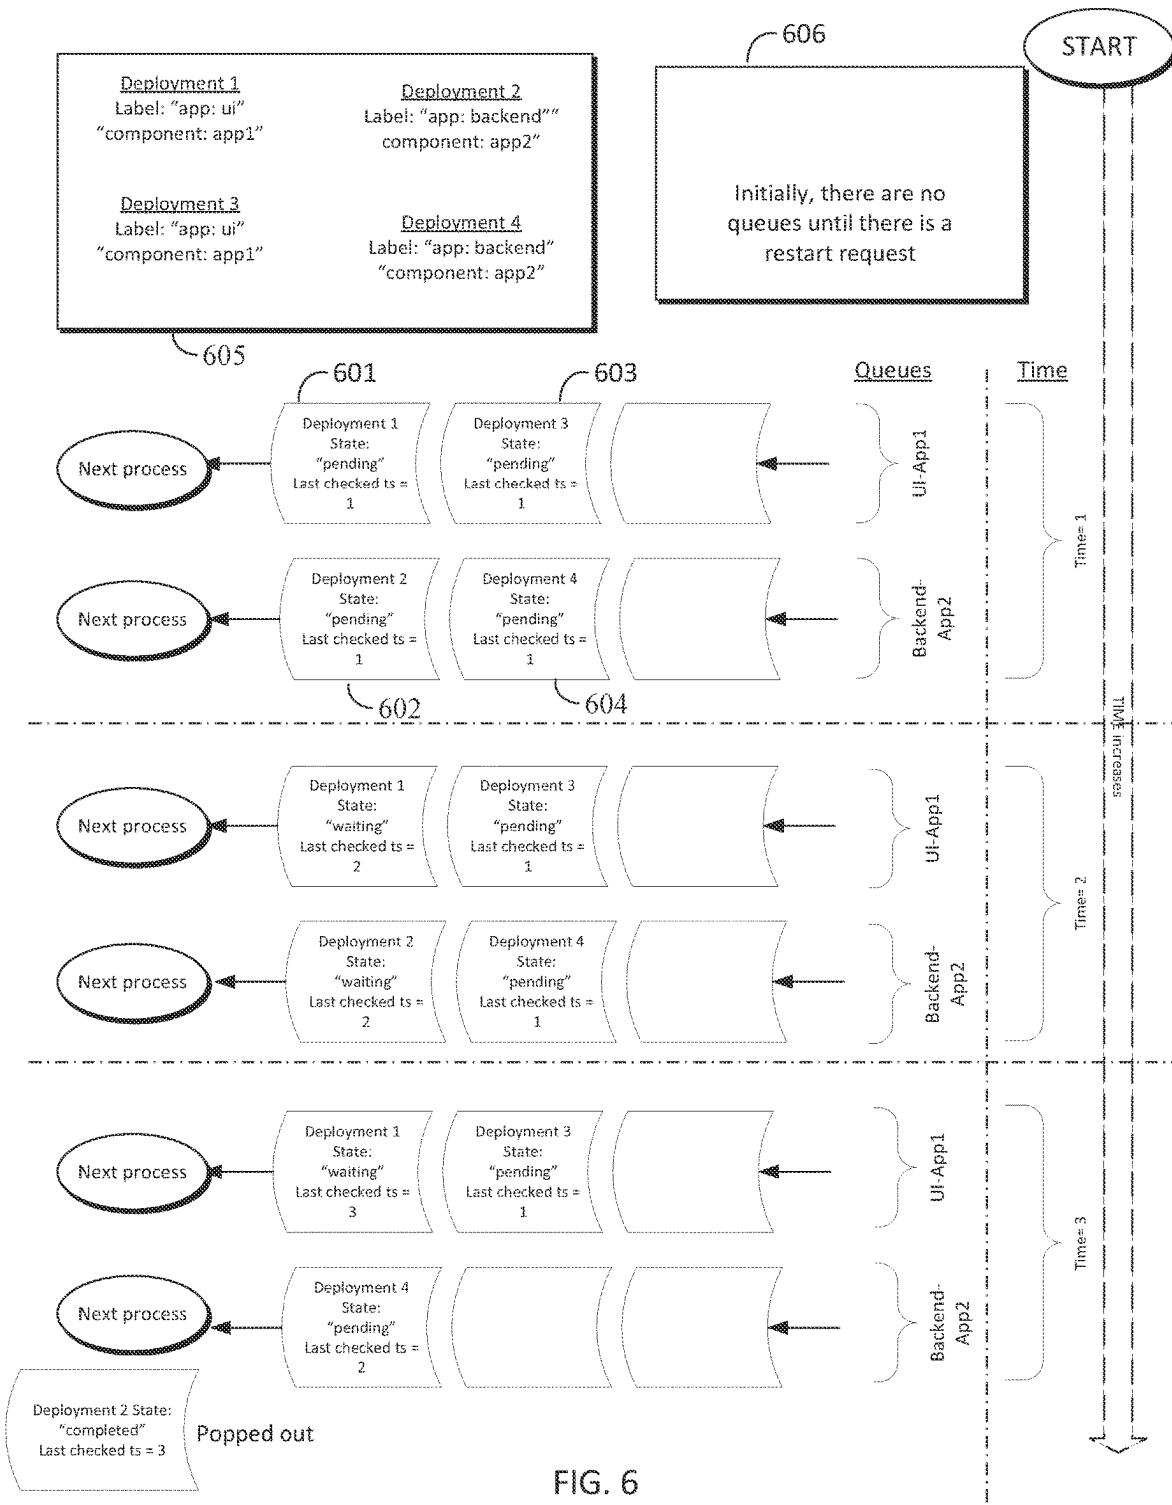 606
START
Deployment 1
Label: “app: ui”
“component: app1”
Deployment 2
Label: “app: backend”“
component: app2”
Deployment 3
Label: “app: ui”
“component: app1”
Deployment 4
Label: “app: backend”
“component: app2”
Initially, there are no
queues until there is a
restart request
605
Queues
Time
601
603
Next process
Deployment 1
State:
“pending”
Last checked ts =
1
Deployment 3
State:
“pending”
Last checked ts =
1
UI-App1
Time= 1
Next process
Deployment 2
State:
“pending”
Last checked ts =
1
Deployment 4
State:
“pending”
Last checked ts =
1
Backend-
App2
602
604
TIME increases
Next process
Deployment 1
State:
“waiting”
Last checked ts =
2
Deployment 3
State:
“pending”
Last checked ts =
1
UI-App1
Time= 2
Next process
Deployment 2
State:
“waiting”
Last checked ts =
2
Deployment 4
State:
“pending”
Last checked ts =
1
Backend-
App2
Next process
Deployment 1
State:
“waiting”
Last checked ts =
3
Deployment 3
State:
“pending”
Last checked ts =
1
UI-App1
Time= 3
Next process
Deployment 4
State:
“pending”
Last checked ts =
2
Backend-
App2
Deployment 2 State:
“completed”
Last checked ts = 3
Popped out
FIG. 6